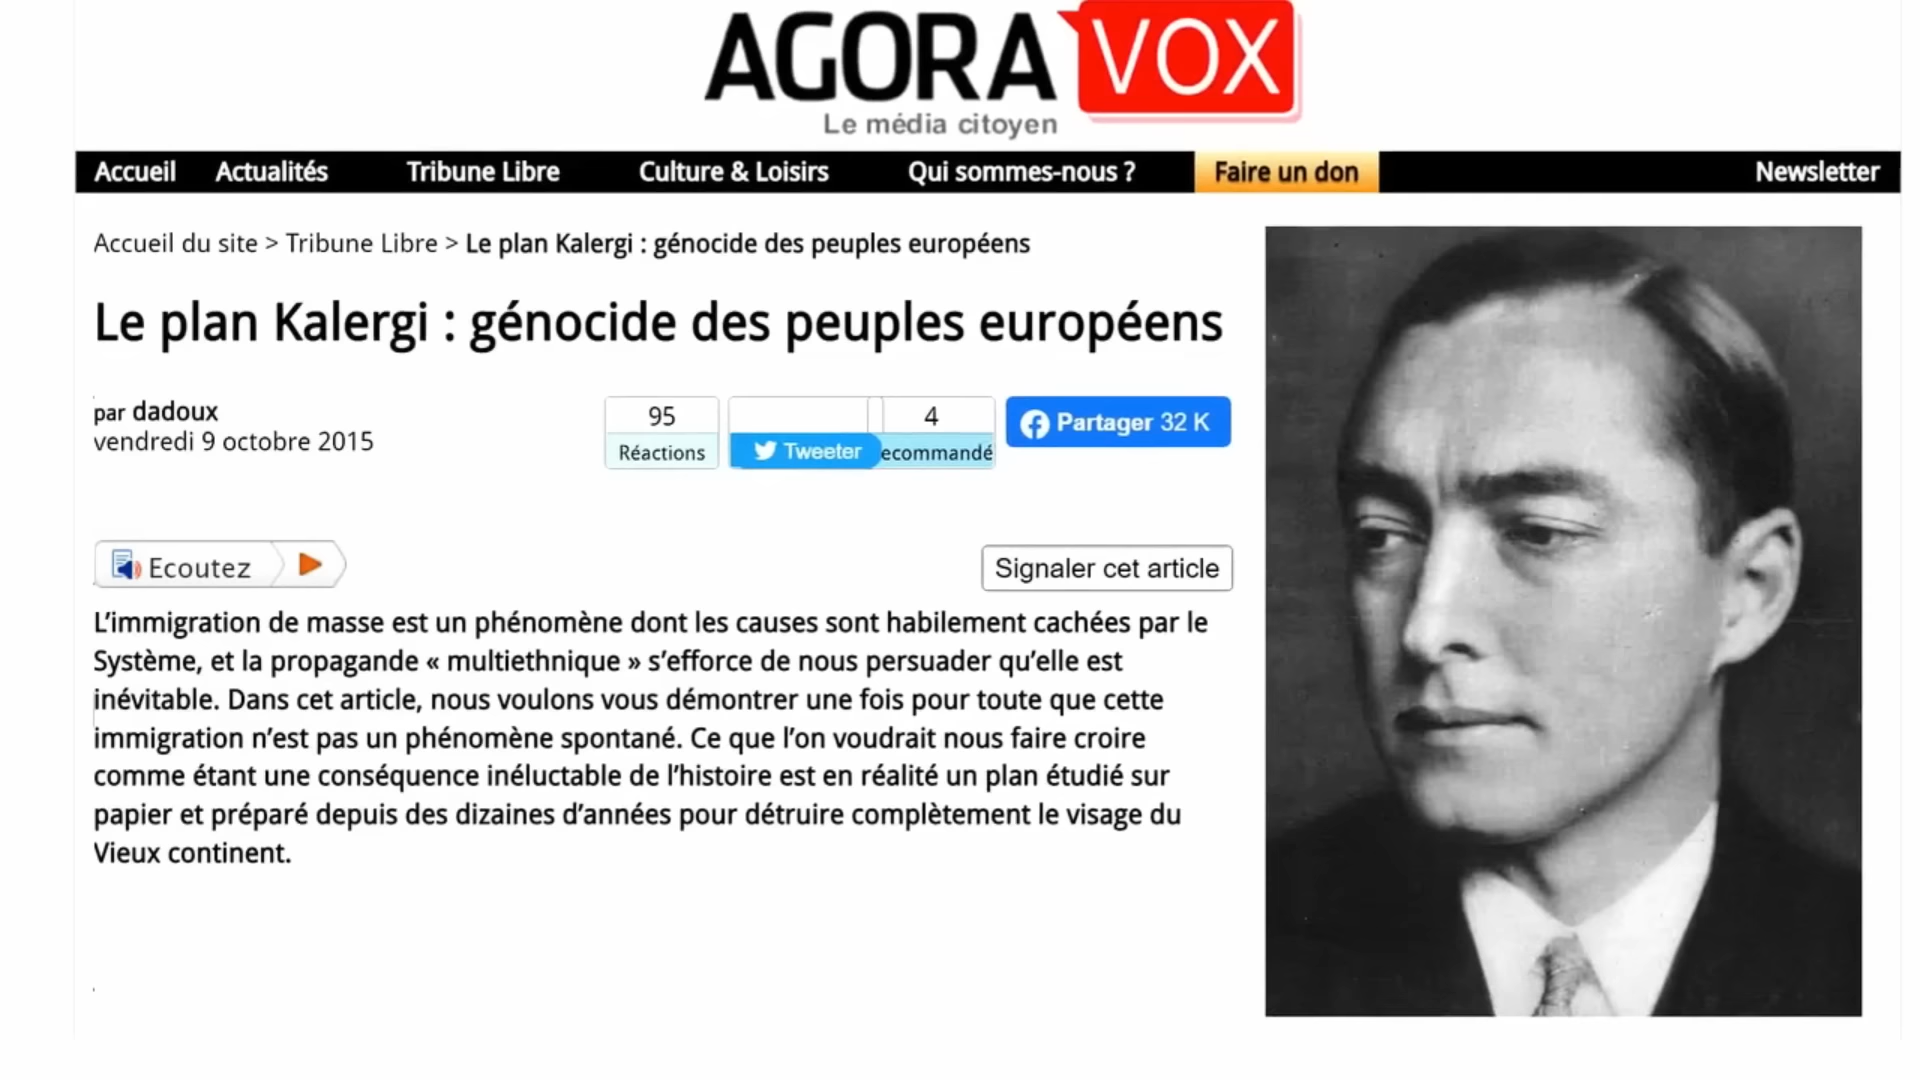 AGORA VOX
Le média citoyen
Accueil Actualités Tribune Libre Culture & Loisirs Qui sommes-nous ? Faire un don Newsletter
Accueil du site > Tribune Libre > Le plan Kalergi : génocide des peuples européens
Le plan Kalergi : génocide des peuples européens
par dadoux
vendredi 9 octobre 2015
95
Réactions
Tweeter
4
ecommandé
Partager 32 K
Ecoutez
Signaler cet article
L’immigration de masse est un phénomène dont les causes sont habilement cachées par le
Système, et la propagande « multiethnique » s’efforce de nous persuader qu’elle est
inévitable. Dans cet article, nous voulons vous démontrer une fois pour toute que cette
immigration n’est pas un phénomène spontané. Ce que l’on voudrait nous faire croire
comme étant une conséquence inéluctable de l’histoire est en réalité un plan étudié sur
papier et préparé depuis des dizaines d’années pour détruire complètement le visage du
Vieux continent.